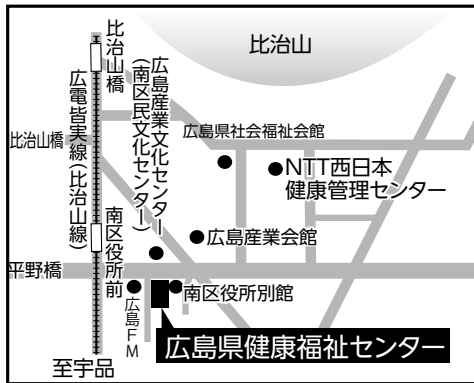 比治山
比治山橋
広電皆実線(比治山線)
比治山橋
南区役所前
広島産業文化センター
(南区民文化センター)
広島県社会福祉会館
NTT西日本
健康管理センター
広島産業会館
平野橋
広島FM
南区役所別館
広島県健康福祉センター
至宇品